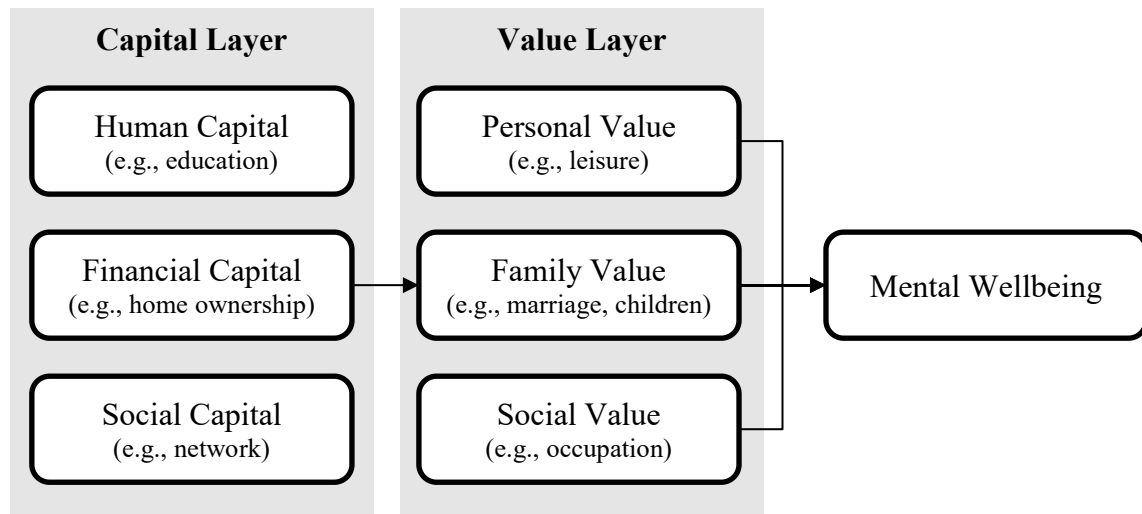 Capital Layer
Human Capital
(e.g., education)
Financial Capital
(e.g., home ownership)
Social Capital
(e.g., network)
Value Layer
Personal Value
(e.g., leisure)
Family Value
(e.g., marriage, children)
Social Value
(e.g., occupation)
Mental Wellbeing